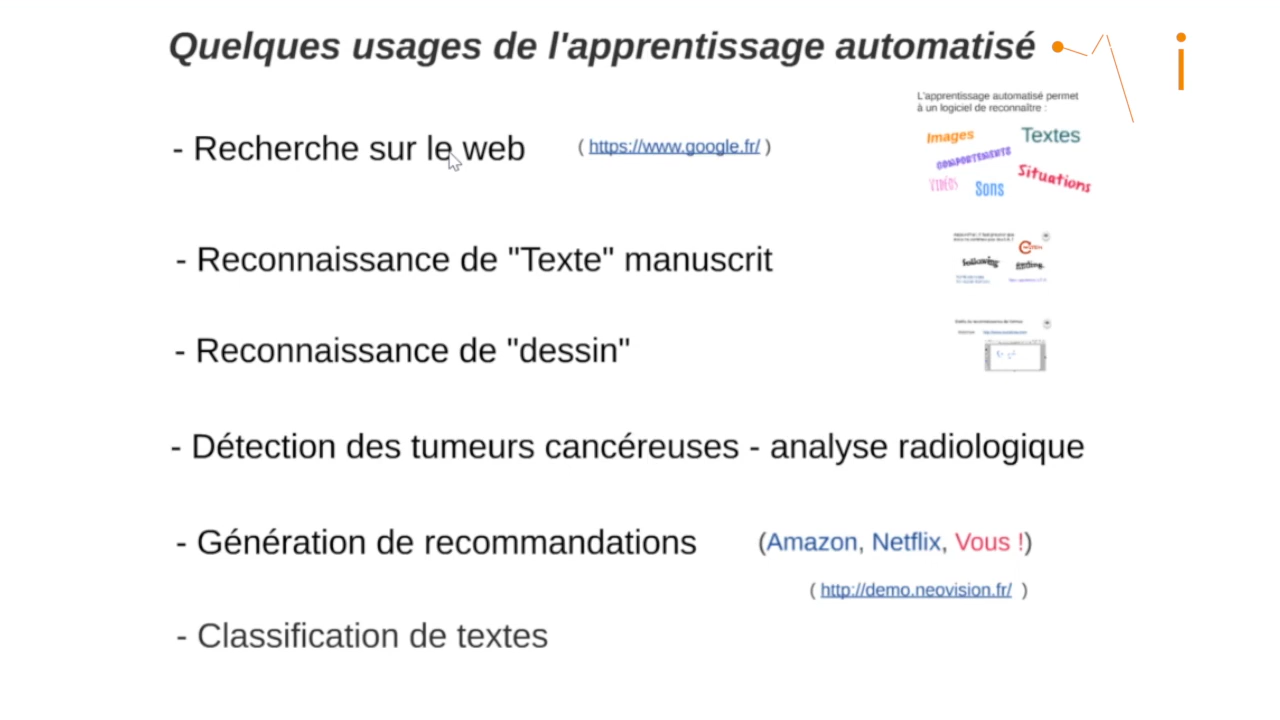 Quelques usages de l'apprentissage automatisé
L'apprentissage automatisé permet
à un logiciel de reconnaître :
- Recherche sur le web ( https://www.google.fr/ )
Images Textes
COMPORTEMENTS
Situations
VIDÉOS Sons
- Reconnaissance de "Texte" manuscrit
following
- Reconnaissance de "dessin"
- Détection des tumeurs cancéreuses - analyse radiologique
- Génération de recommandations (Amazon, Netflix, Vous !)
( http://demo.neovision.fr/ )
- Classification de textes